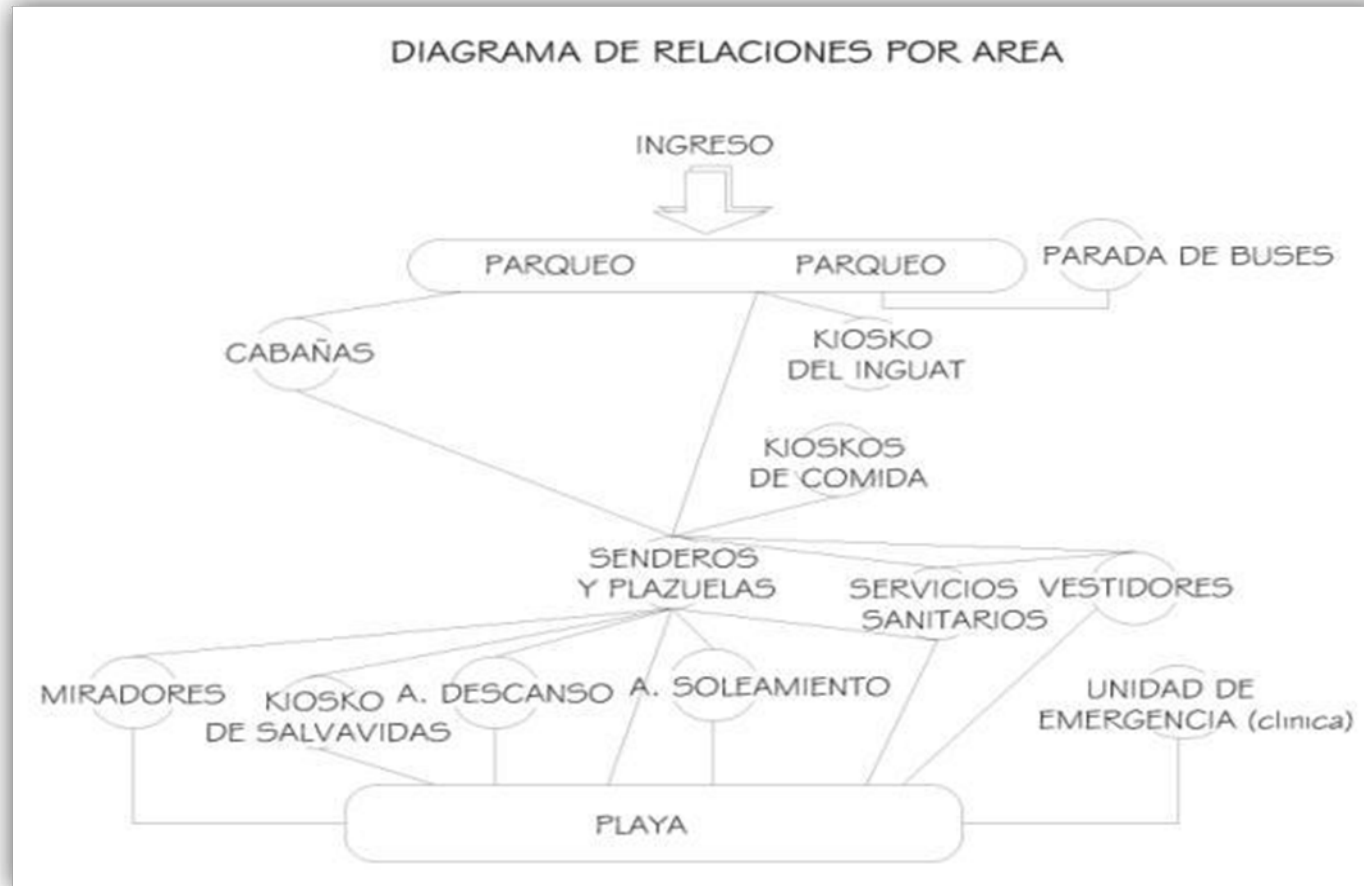 DIAGRAMA DE RELACIONES POR AREA
INGRESO
PARQUEO
PARQUEO
PARADA DE BUSES
CABAÑAS
KIOSKO
DEL INGUAT
KIOSKOS
DE COMIDA
SENDEROS
Y PLAZUELAS
SERVICIOS
SANITARIOS
VESTIDORES
MIRADORES
KIOSKO
DE SALVAVIDAS
A. DESCANSO
A. SOLEAMIENTO
UNIDAD DE
EMERGENCIA (clinica)
PLAYA